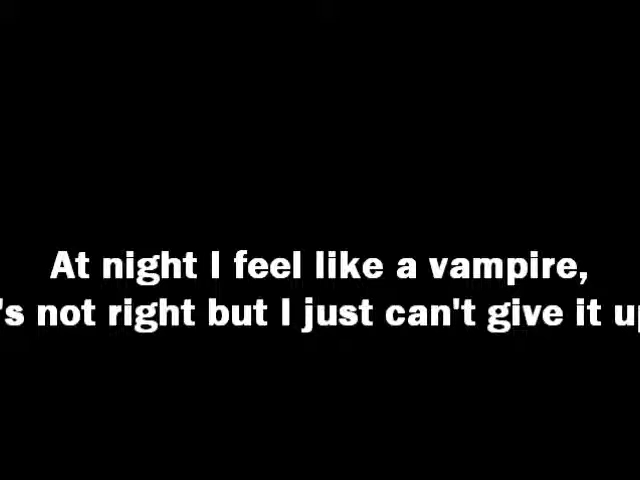 At night I feel like a vampire,
's not right but I just can't give it up